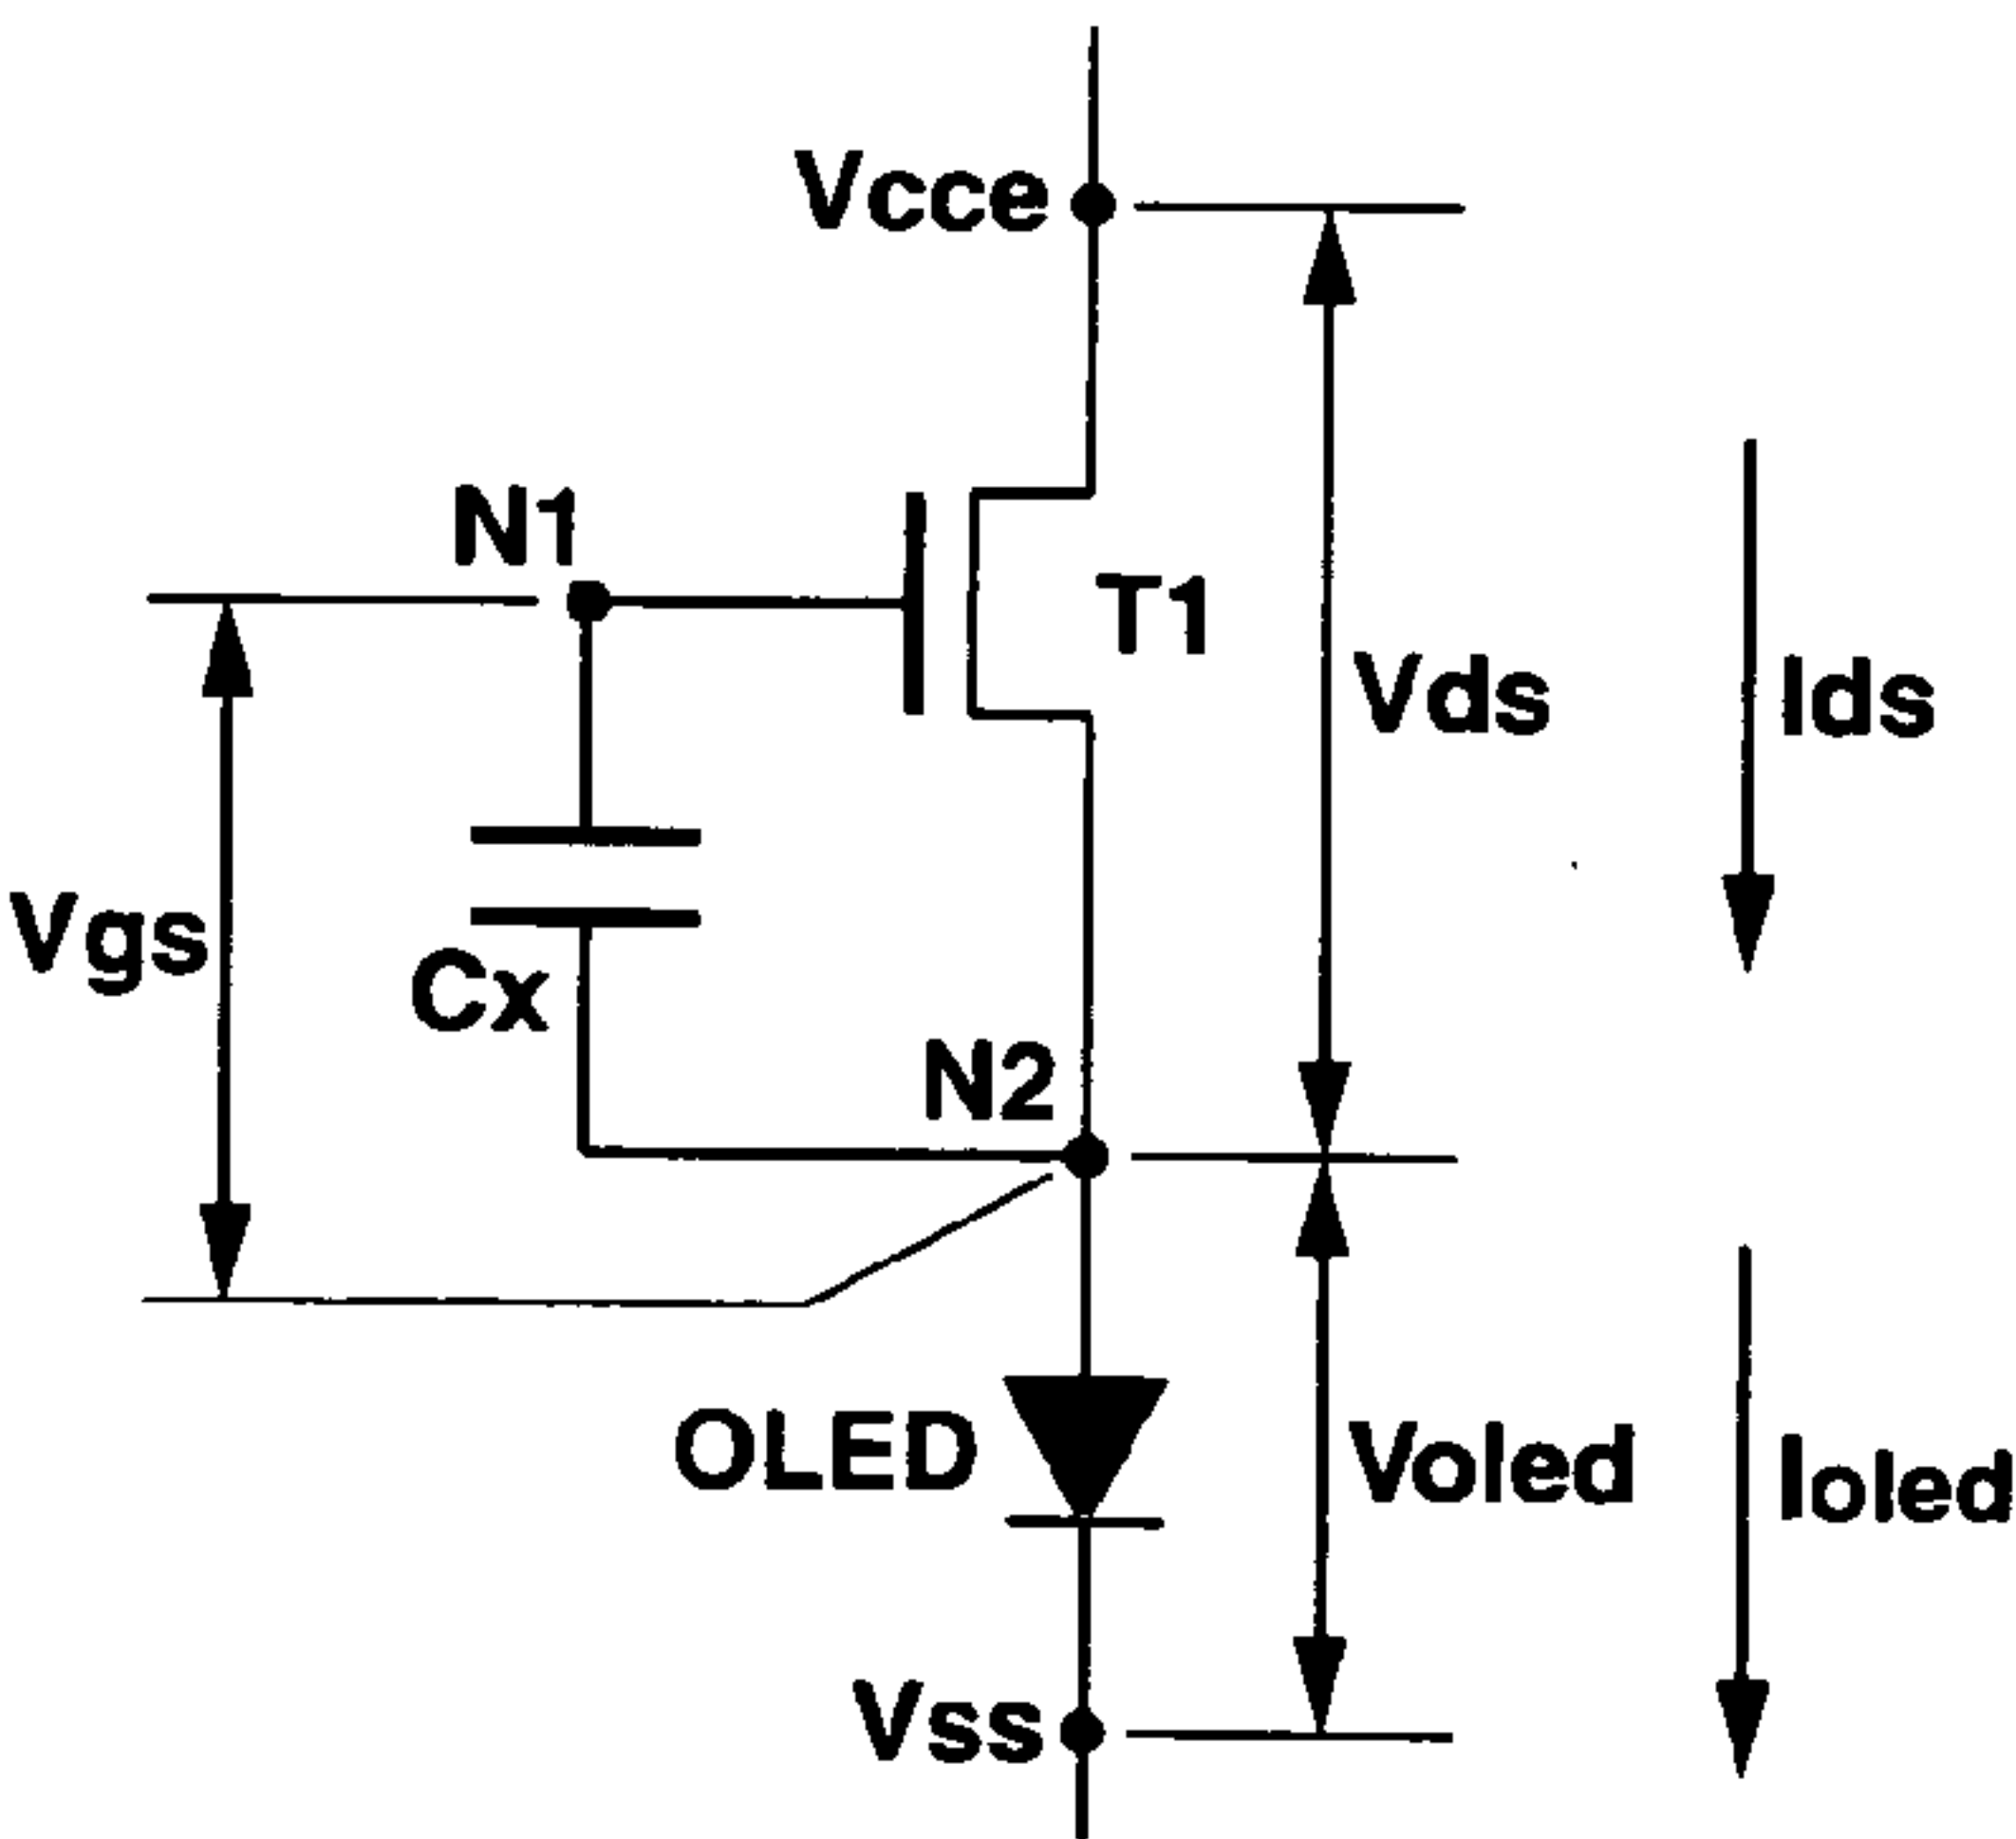 Vcce
N1
T1
Vds
Ids
Vgs
Cx
N2
OLED
Voled
Ioled
Vss